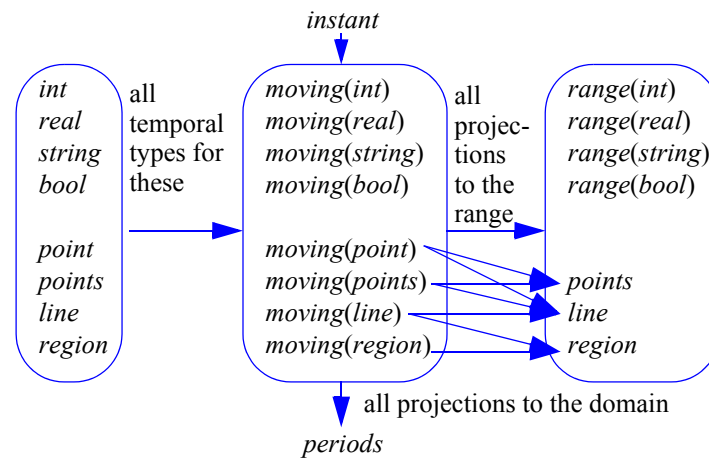 instant
int
real
string
bool
point
points
line
region
all
temporal
types for
these
moving(int)
moving(real)
moving(string)
moving(bool)
moving(point)
moving(points)
moving(line)
moving(region)
all
projec-
tions
to the
range
range(int)
range(real)
range(string)
range(bool)
points
line
region
all projections to the domain
periods